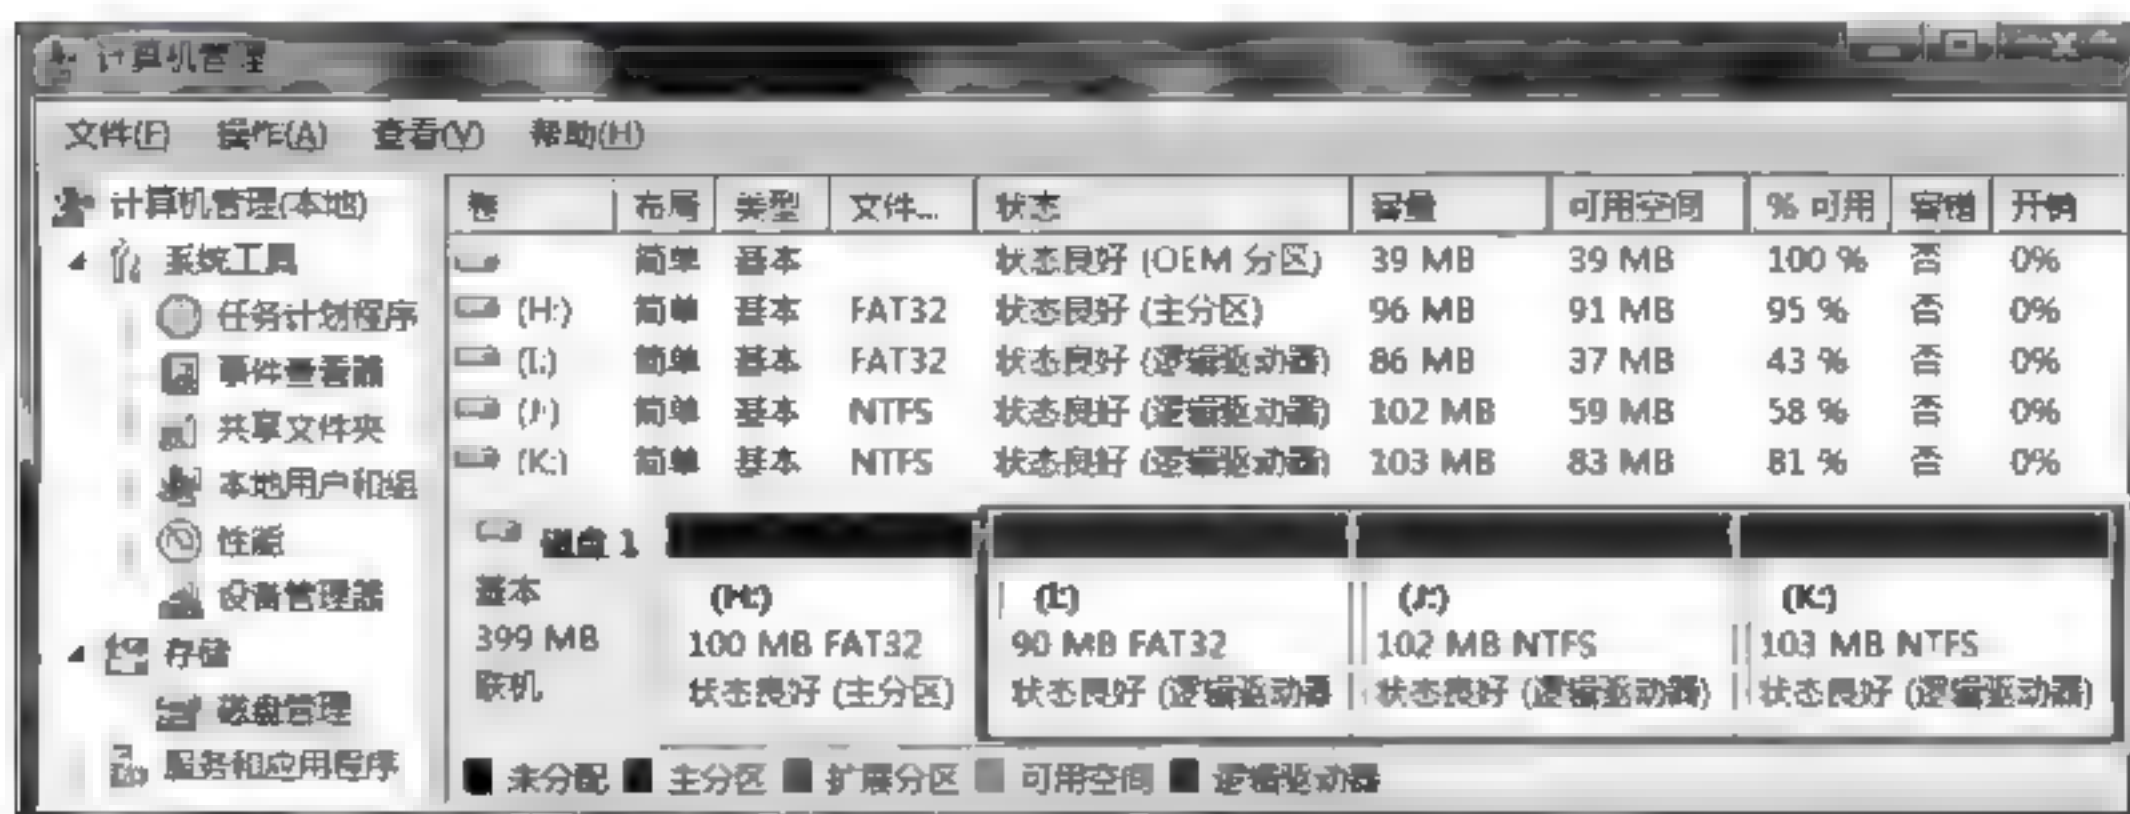 计算机管理
文件(F) 操作(A) 查看(V) 帮助(H)
计算机管理(本地)
系统工具
任务计划程序
事件查看器
共享文件夹
本地用户和组
性能
设备管理器
存储
磁盘管理
服务和应用程序
卷 布局 类型 文件... 状态 容量 可用空间 % 可用 容错 开销
简单 基本 状态良好 (OEM 分区) 39 MB 39 MB 100 % 否 0%
(H:) 简单 基本 FAT32 状态良好 (主分区) 96 MB 91 MB 95 % 否 0%
(I:) 简单 基本 FAT32 状态良好 (逻辑驱动器) 86 MB 37 MB 43 % 否 0%
(J:) 简单 基本 NTFS 状态良好 (逻辑驱动器) 102 MB 59 MB 58 % 否 0%
(K:) 简单 基本 NTFS 状态良好 (逻辑驱动器) 103 MB 83 MB 81 % 否 0%
磁盘 1
基本
399 MB
联机
(H:)
100 MB FAT32
状态良好 (主分区)
(I:)
90 MB FAT32
状态良好 (逻辑驱动器
(J:)
102 MB NTFS
状态良好 (逻辑驱动器)
(K:)
103 MB NTFS
状态良好 (逻辑驱动器)
未分配 主分区 扩展分区 可用空间 逻辑驱动器